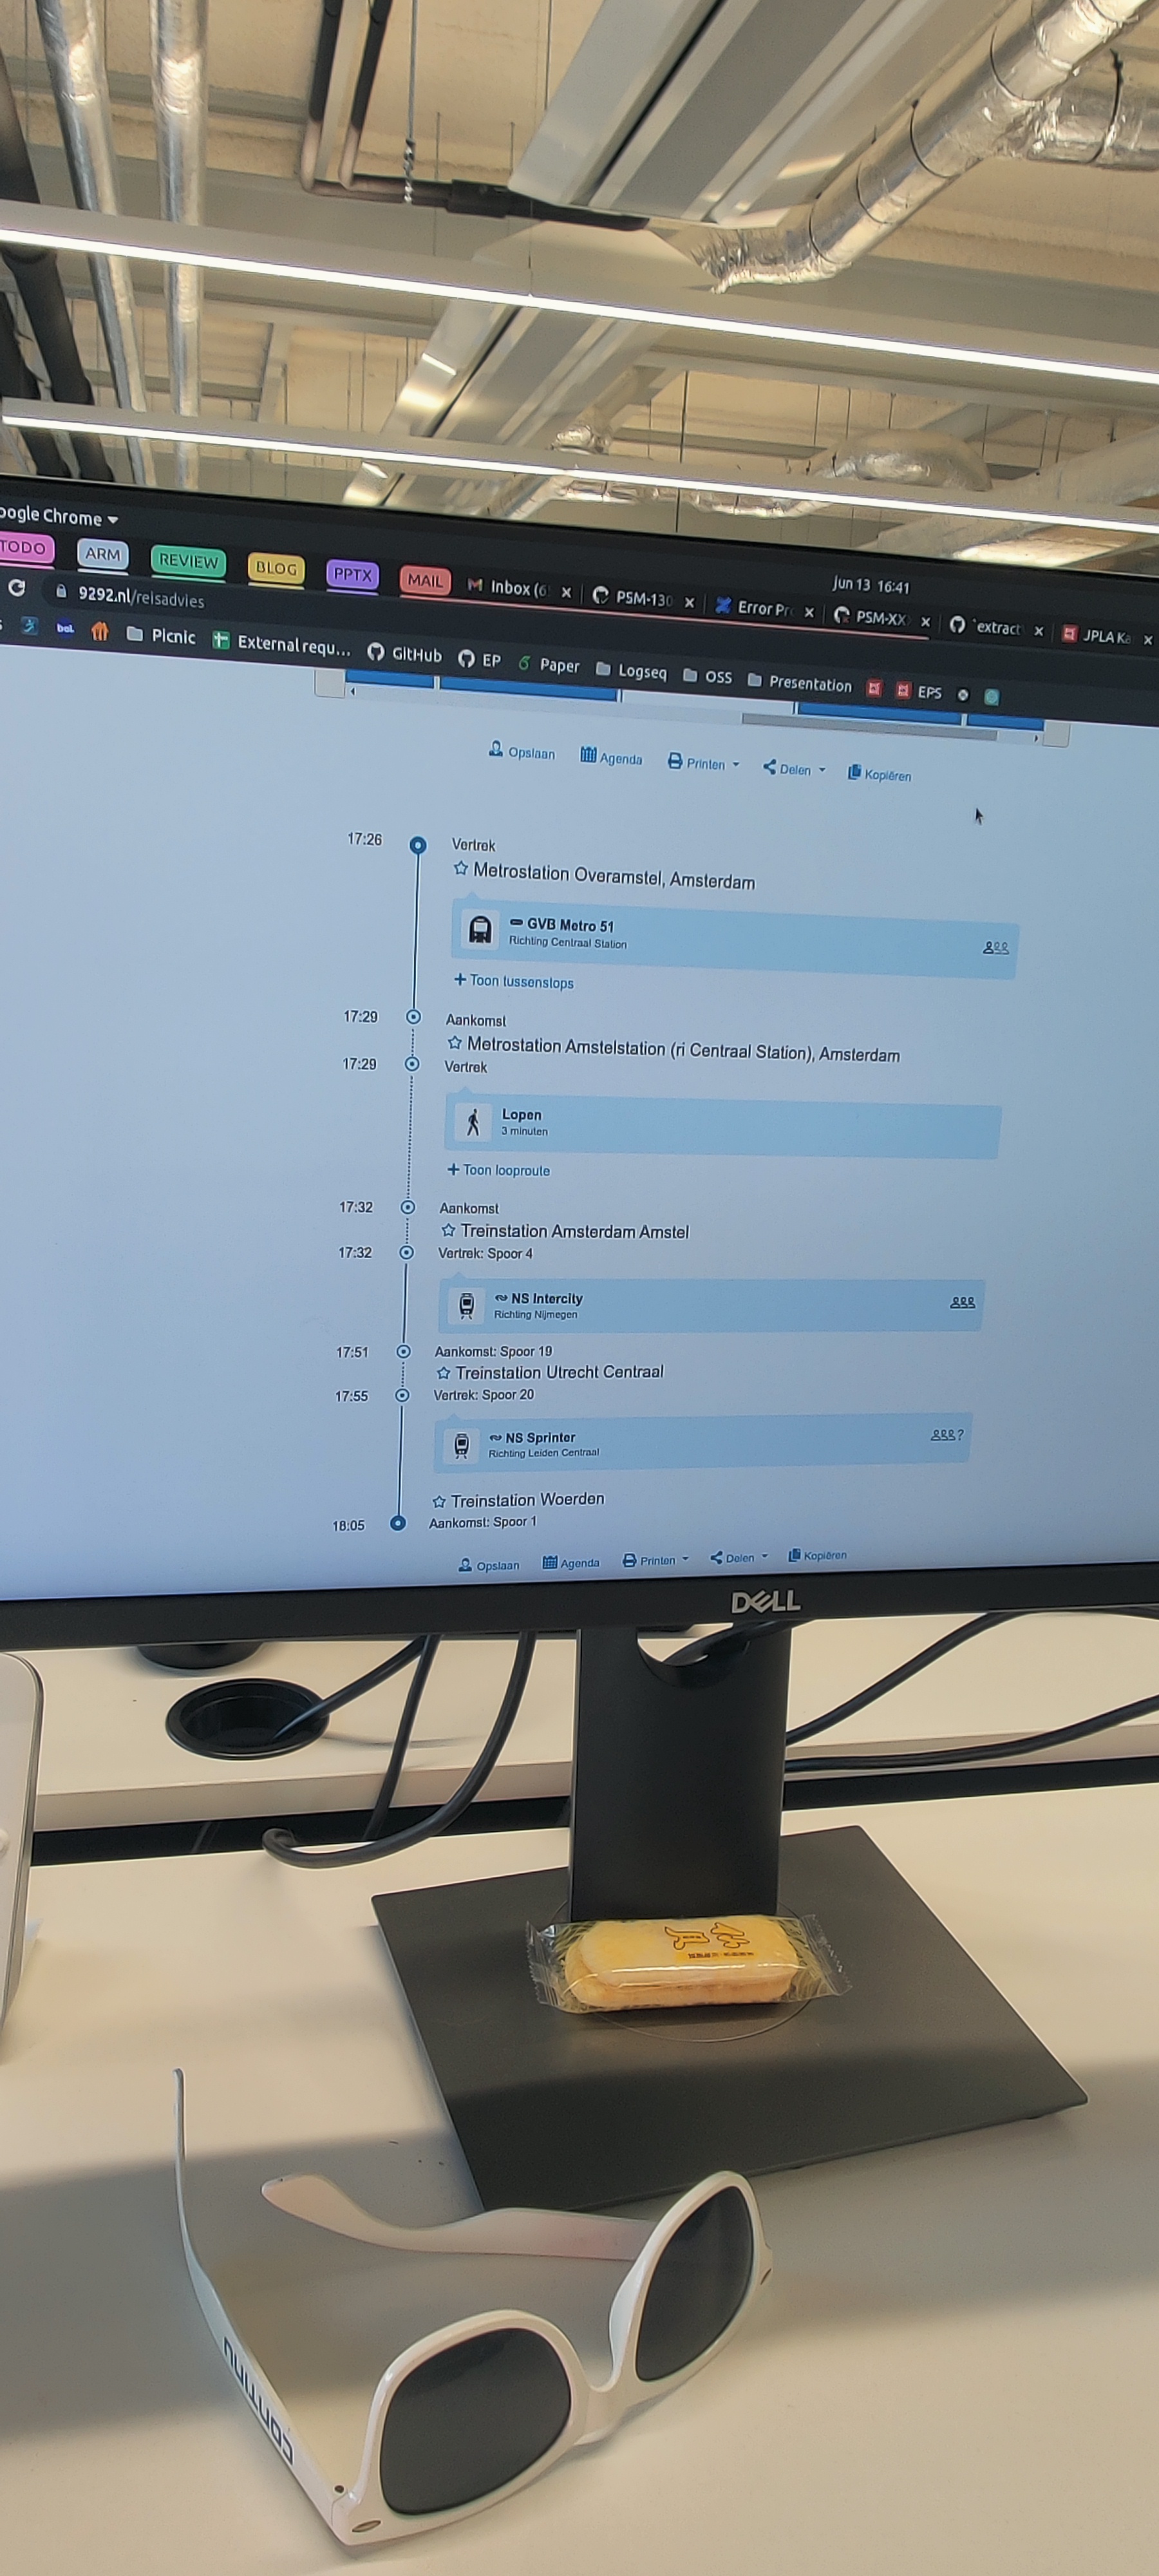 oogle Chrome
Jun 13 16:41
TODO
ARM
REVIEW
BLOG
PPTX
MAIL
Inbox (6
PSM-130
Error Pr
PSM-XX
`extract
JPLA Ka
9292.nl/reisadvies
bol.
Picnic
External requ...
GitHub
EP
Paper
Logseq
OSS
Presentation
EPS
Opslaan
Agenda
Printen
Delen
Kopiëren
17:26
Vertrek
Metrostation Overamstel, Amsterdam
GVB Metro 51
Richting Centraal Station
+ Toon tussenstops
17:29
Aankomst
Metrostation Amstelstation (ri Centraal Station), Amsterdam
17:29
Vertrek
Lopen
3 minuten
+ Toon looproute
17:32
Aankomst
Treinstation Amsterdam Amstel
17:32
Vertrek: Spoor 4
NS Intercity
Richting Nijmegen
17:51
Aankomst: Spoor 19
Treinstation Utrecht Centraal
17:55
Vertrek: Spoor 20
NS Sprinter
Richting Leiden Centraal
?
Treinstation Woerden
18:05
Aankomst: Spoor 1
Opslaan
Agenda
Printen
Delen
Kopiëren
DELL